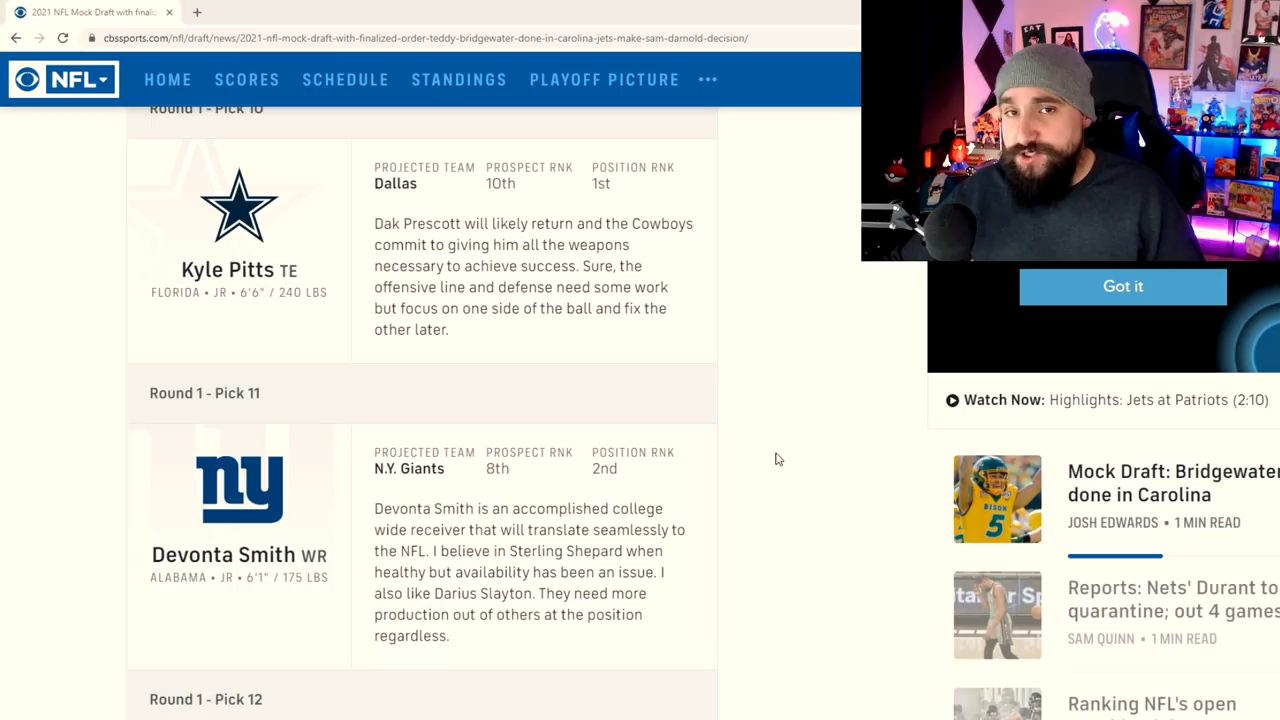 2021 NFL Mock Draft with finaliz
cbssports.com/nfl/draft/news/2021-nfl-mock-draft-with-finalized-order-teddy-bridgewater-done-in-carolina-jets-make-sam-darnold-decision/
NFL
HOME SCORES SCHEDULE STANDINGS PLAYOFF PICTURE
Round 1 - Pick 10
PROJECTED TEAM PROSPECT RNK POSITION RNK
Dallas 10th 1st
Dak Prescott will likely return and the Cowboys
commit to giving him all the weapons
necessary to achieve success. Sure, the
offensive line and defense need some work
but focus on one side of the ball and fix the
other later.
Kyle Pitts TE
FLORIDA • JR • 6'6" / 240 LBS
Round 1 - Pick 11
PROJECTED TEAM PROSPECT RNK POSITION RNK
N.Y. Giants 8th 2nd
Devonta Smith is an accomplished college
wide receiver that will translate seamlessly to
the NFL. I believe in Sterling Shepard when
healthy but availability has been an issue. I
also like Darius Slayton. They need more
production out of others at the position
regardless.
ny
Devonta Smith WR
ALABAMA • JR • 6'1" / 175 LBS
Round 1 - Pick 12
Got it
Watch Now: Highlights: Jets at Patriots (2:10)
BISON
5
Mock Draft: Bridgewater
done in Carolina
JOSH EDWARDS • 1 MIN READ
Reports: Nets' Durant to
quarantine; out 4 games
SAM QUINN • 1 MIN READ
Ranking NFL's open